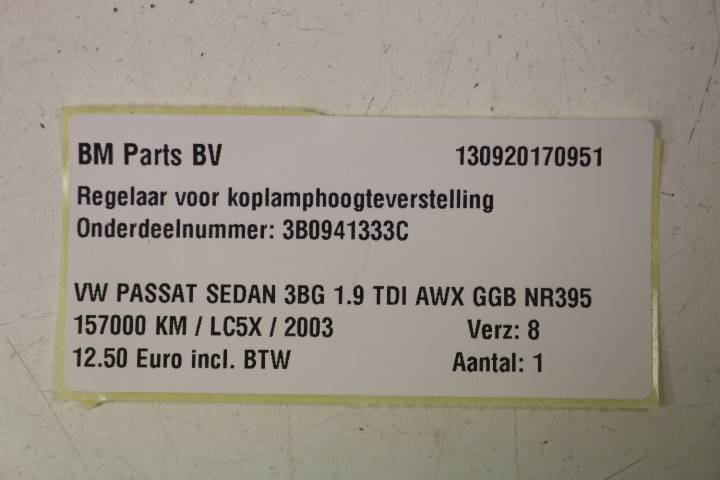 BM Parts BV 130920170951
Regelaar voor koplamphoogteverstelling
Onderdeelnummer: 3B0941333C
VW PASSAT SEDAN 3BG 1.9 TDI AWX GGB NR395
157000 KM / LC5X / 2003 Verz: 8
12.50 Euro incl. BTW Aantal: 1